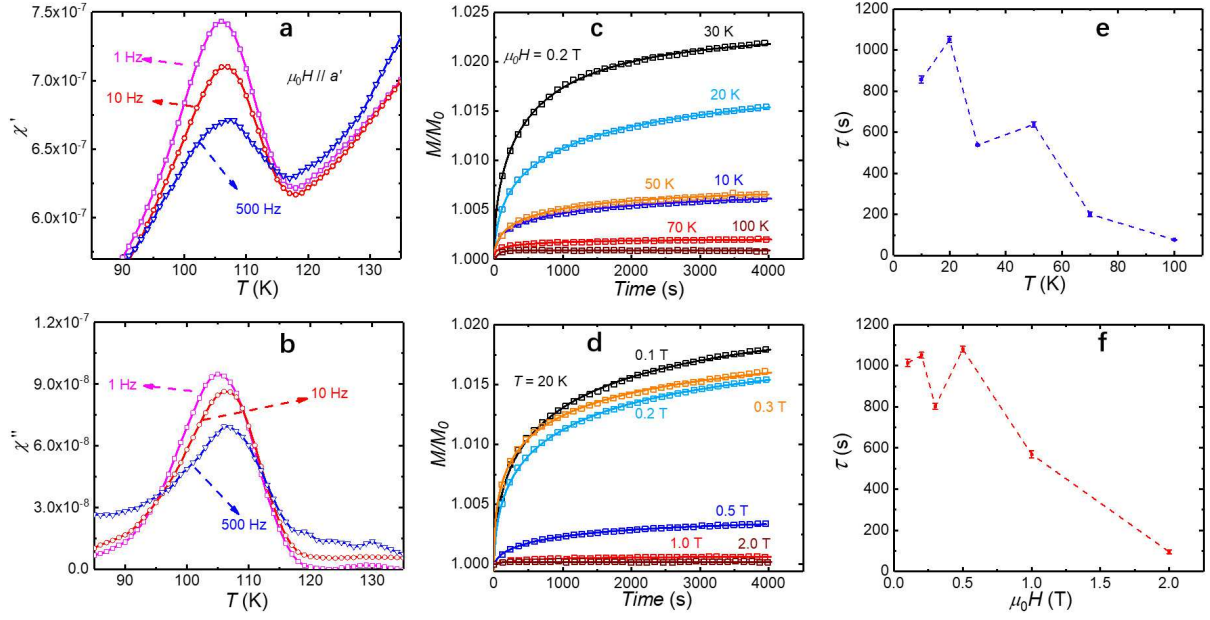 a
1 Hz
10 Hz
500 Hz
μ₀H // a'
χ'
7.5x10⁻⁷
7.0x10⁻⁷
6.5x10⁻⁷
6.0x10⁻⁷
90 100 110 120 130
T (K)
b
1 Hz
10 Hz
500 Hz
χ''
1.2x10⁻⁷
9.0x10⁻⁸
6.0x10⁻⁸
3.0x10⁻⁸
0.0
90 100 110 120 130
T (K)
c
μ₀H = 0.2 T
30 K
20 K
50 K
10 K
70 K
100 K
M/M₀
1.025
1.020
1.015
1.010
1.005
1.000
0 1000 2000 3000 4000
Time (s)
d
T = 20 K
0.1 T
0.2 T
0.3 T
0.5 T
1.0 T
2.0 T
M/M₀
1.020
1.015
1.010
1.005
1.000
0 1000 2000 3000 4000
Time (s)
e
τ (s)
1200
1000
800
600
400
200
0
0 20 40 60 80 100
T (K)
f
τ (s)
1200
1000
800
600
400
200
0
0.0 0.5 1.0 1.5 2.0
μ₀H (T)